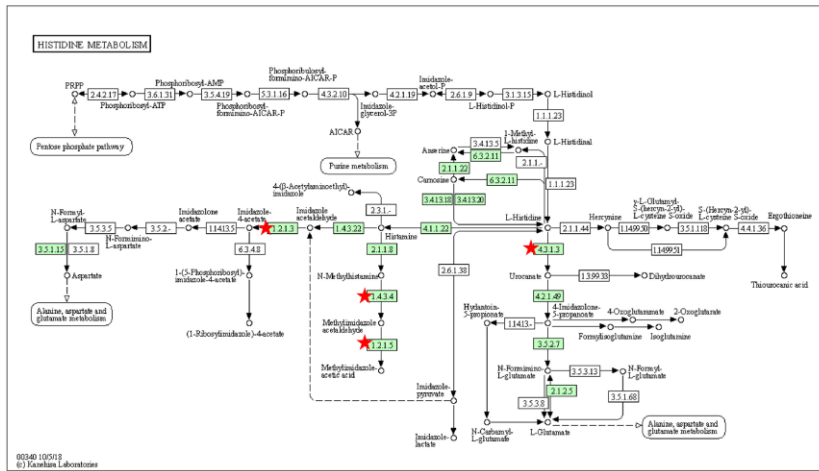 HISTIDINE METABOLISM
PRPP
2.4.2.17
Phosphoribosyl-ATP
3.6.1.31
Phosphoribosyl-AMP
3.5.4.19
Phosphoribosyl-
formimino-AICAR-P
5.3.1.16
Phosphoribulosyl-
formimino-AICAR-P
4.3.2.10
Imidazole-
glycerol-3P
4.2.1.19
Imidazole-
acetol-P
2.6.1.9
L-Histidinol-P
3.1.3.15
L-Histidinol
Pentose phosphate pathway
AICAR
Purine metabolism
1.1.1.23
L-Histidinal
1.1.1.23
Anserine
3.4.13.5
1-Methyl-
L-histidine
6.3.2.11
2.1.1.22
2.1.1.-
Carnosine
6.3.2.11
3.4.13.18
3.4.13.20
4-(β-Acetylaminoethyl)-
imidazole
2.3.1.-
N-Formyl-
L-aspartate
3.5.3.5
N-Formimino-
L-aspartate
3.5.2.-
Imidazolone
acetate
1.14.13.5
Imidazole-
4-acetate
1.2.1.3
Imidazole
acetaldehyde
1.4.3.22
Histamine
4.1.1.22
L-Histidine
2.1.1.44
Hercynine
1.14.99.50
γ-L-Glutamyl-
S-(hercyn-2-yl)-
L-cysteine S-oxide
3.5.1.118
S-(Hercyn-2-yl)-
L-cysteine S-oxide
4.4.1.36
Ergothioneine
1.14.99.51
Thiourocanic acid
3.5.1.15
3.5.1.8
Aspartate
Alanine, aspartate and
glutamate metabolism
6.3.4.8
1-(5-Phosphoribosyl)-
imidazole-4-acetate
(1-Ribosylimidazole)-4-acetate
2.1.1.8
N-Methylhistamine
1.4.3.4
Methylimidazole
acetaldehyde
1.2.1.5
Methylimidazole-
acetic acid
2.6.1.38
Imidazole-
pyruvate
Imidazole-
lactate
4.3.1.3
Urocanate
1.3.99.33
Dihydrourocanate
4.2.1.49
Hydantoin-
5-propionate
1.14.13.-
4-Imidazolone-
5-propanoate
4-Oxoglutarate
2-Oxoglutarate
Formylisoglutamine
Isoglutamine
3.5.2.7
N-Formimino-
L-glutamate
3.5.3.13
N-Formyl-
L-glutamate
2.1.2.5
3.5.3.8
3.5.1.68
N-Carbamyl-
L-glutamate
L-Glutamate
Alanine, aspartate and
glutamate metabolism
00340 10/5/18
(c) Kanehisa Laboratories